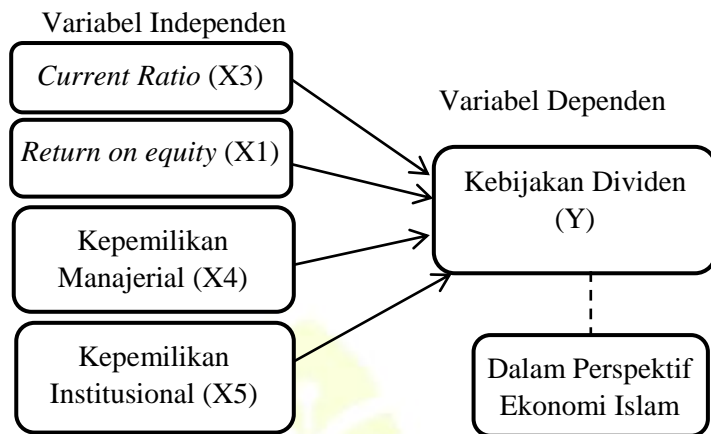 Variabel Independen
Current Ratio (X3)
Return on equity (X1)
Kepemilikan
Manajerial (X4)
Kepemilikan
Institusional (X5)
Variabel Dependen
Kebijakan Dividen
(Y)
Dalam Perspektif
Ekonomi Islam